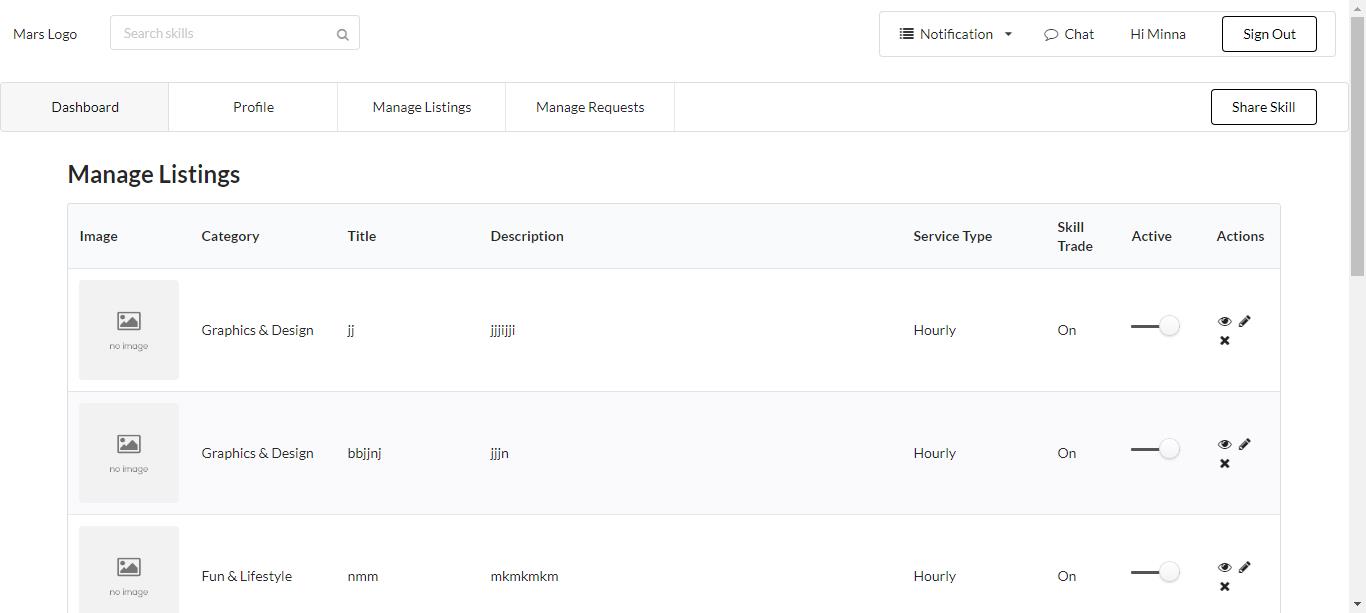 Mars Logo
Search skills
Notification
Chat
Hi Minna
Sign Out
Dashboard
Profile
Manage Listings
Manage Requests
Share Skill
Manage Listings
Image
Category
Title
Description
Service Type
Skill
Trade
Active
Actions
no image
Graphics & Design
jj
jjjijji
Hourly
On
no image
Graphics & Design
bbjjnj
jjjn
Hourly
On
no image
Fun & Lifestyle
nmm
mkmkmkm
Hourly
On